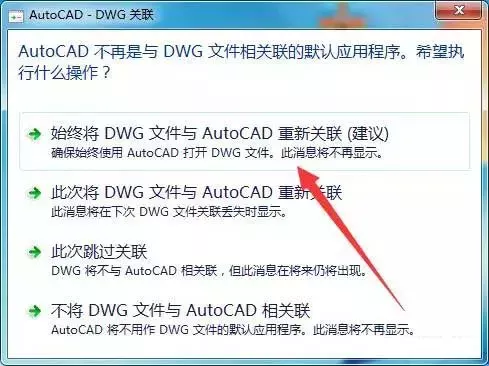 AutoCAD - DWG 关联
AutoCAD 不再是与 DWG 文件相关联的默认应用程序。希望执
行什么操作？
始终将 DWG 文件与 AutoCAD 重新关联 (建议)
确保始终使用 AutoCAD 打开 DWG 文件。此消息将不再显示。
此次将 DWG 文件与 AutoCAD 重新关联
此消息将在下次 DWG 文件关联丢失时显示。
此次跳过关联
DWG 将不与 AutoCAD 相关联，但此消息在将来仍将出现。
不将 DWG 文件与 AutoCAD 相关联
AutoCAD 将不用作 DWG 文件的默认应用程序。此消息将不再显示。